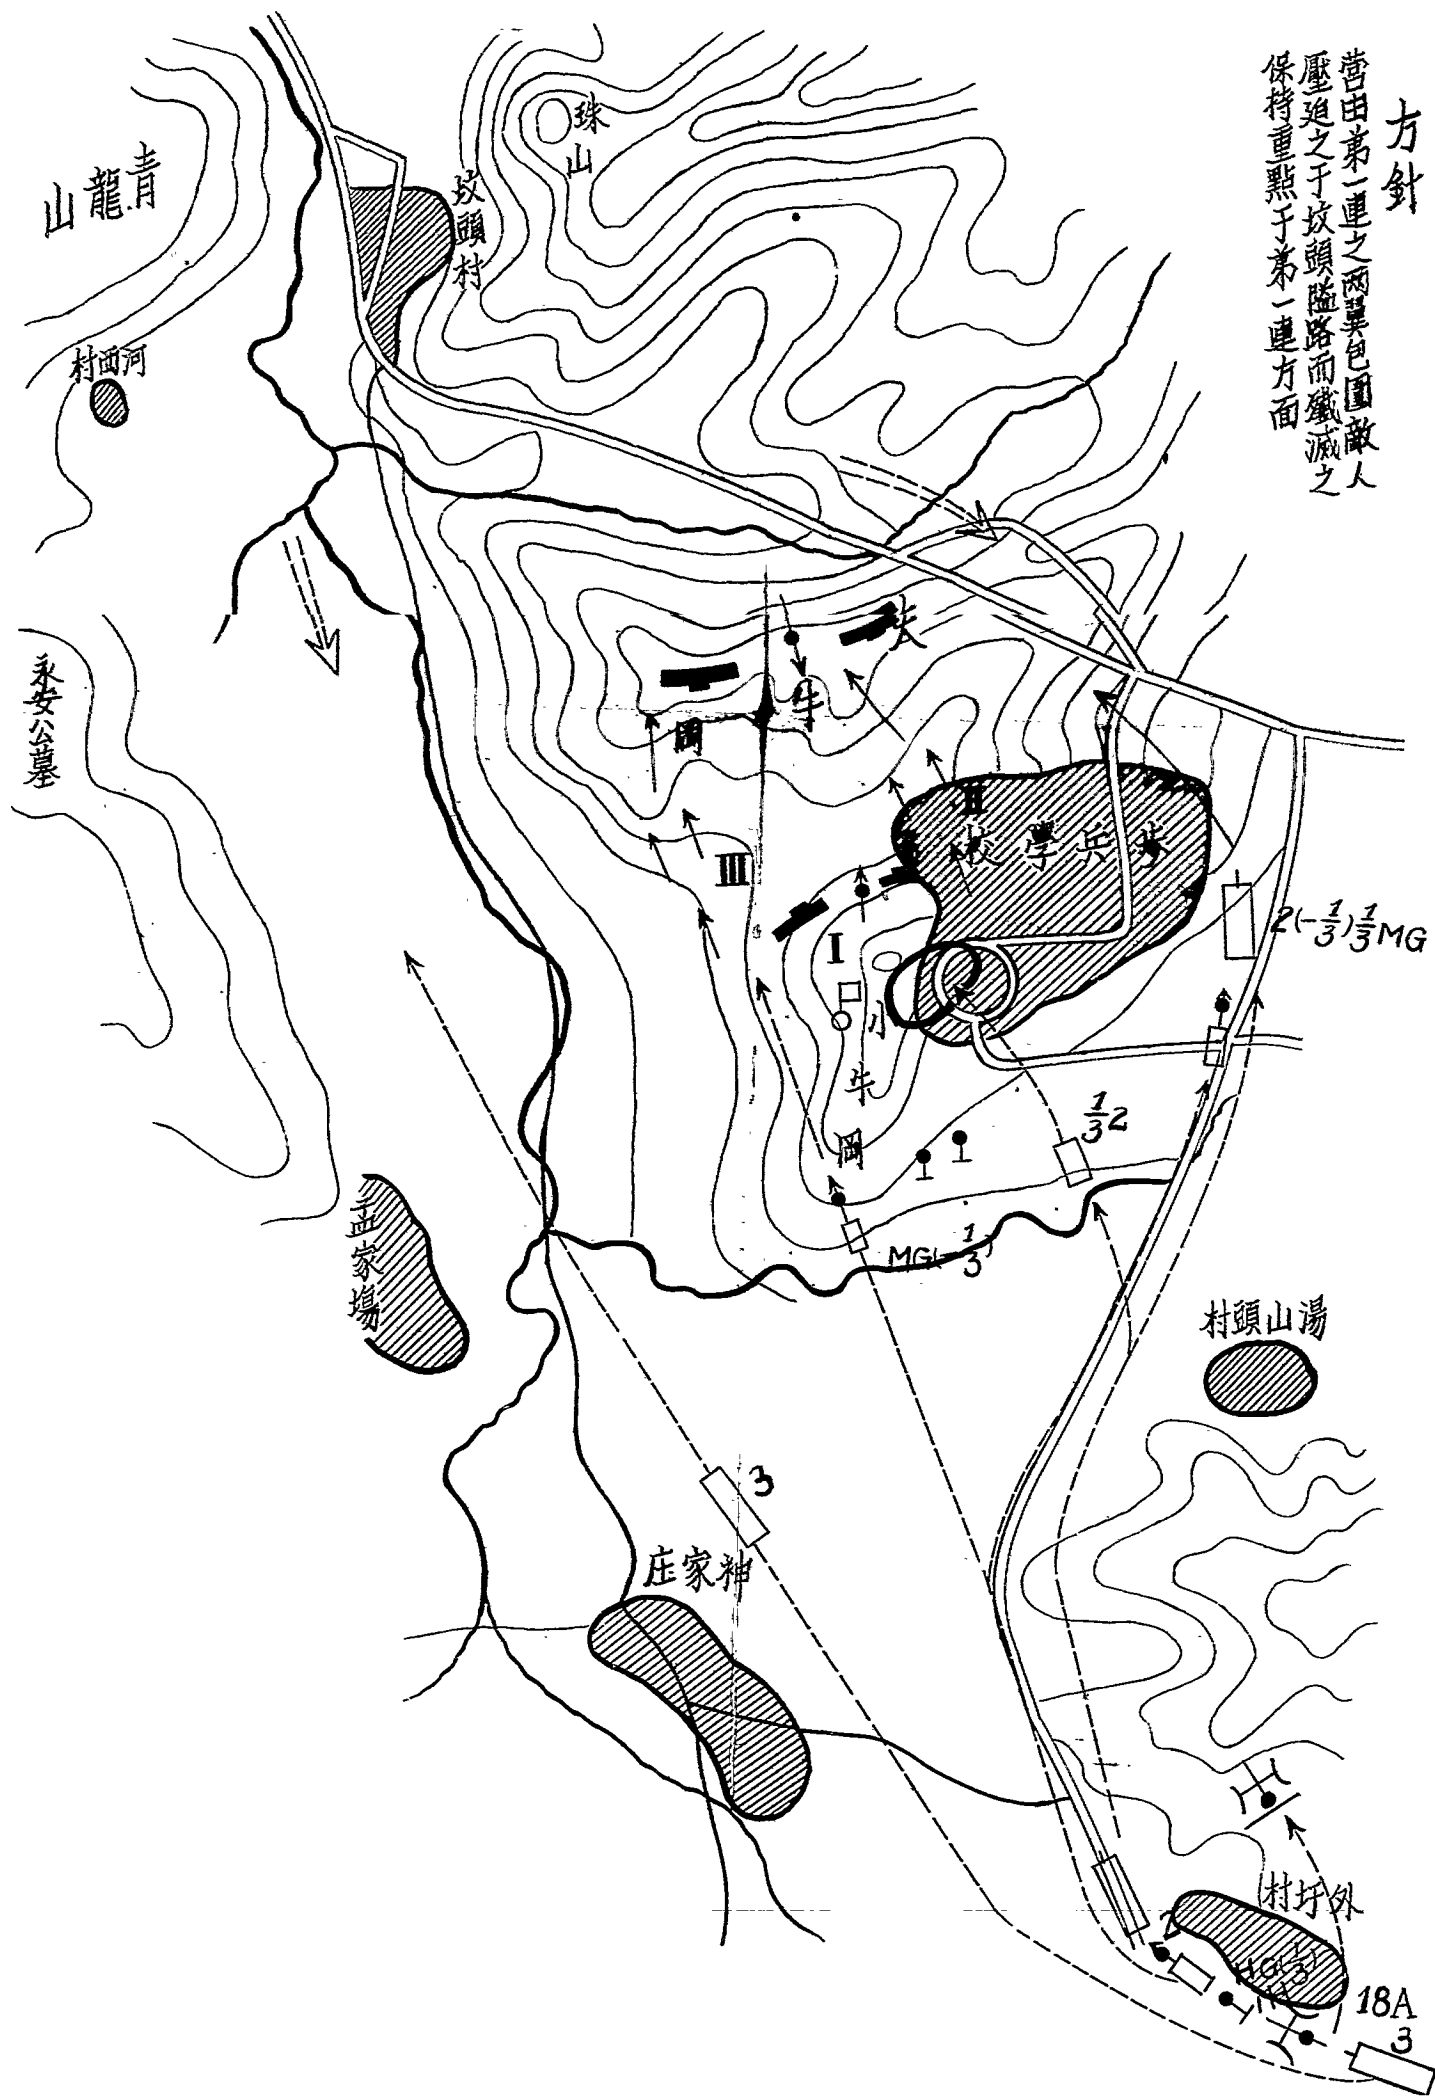 方針
營由第一連之兩翼包圍敵人
壓迫之于坟頭隘路而殲滅之
保持重點于第一連方面
珠山
青龍山
坟頭村
河西村
大牛岡
永安公墓
II
步兵學校
III
I
2(-1/3)1/3MG
小牛岡
1/3 2
MG(-1/3)
孟家場
湯山頭村
3
神家庄
外圩村
2
18A
3